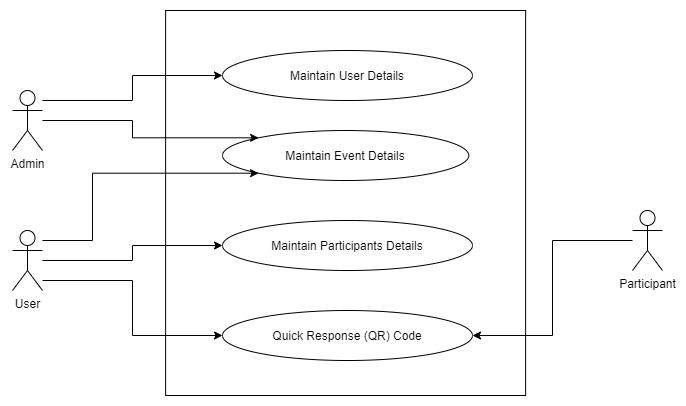 Maintain User Details
Admin
Maintain Event Details
Maintain Participants Details
User
Participant
Quick Response (QR) Code